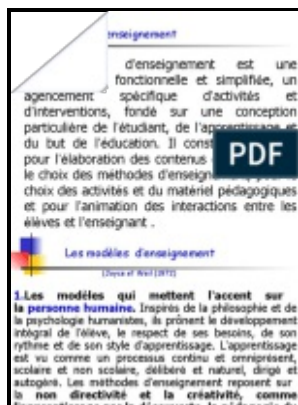 enseignement
d'enseignement est une
fonctionnelle et simplifiée, un
agencement spécifique d'activités et
d'interventions, fondé sur une conception
particulière de l'étudiant, de l'apprentissage et
du but de l'éducation. Il
pour l'élaboration des contenus
le choix des méthodes
choix des activités et du matériel pédagogiques
et pour l'animation des interactions entre les
élèves et l'enseignant .
PDF
Les modèles d'enseignement
(Joyce et Weil 1972)
1.Les modèles qui mettent l'accent sur
la personne humaine. Inspirés de la philosophie et de
la psychologie humanistes, ils prônent le développement
intégral de l'élève, le respect de ses besoins, de son
rythme et de son style d'apprentissage. L'apprentissage
est vu comme un processus continu et omniprésent,
scolaire et non scolaire, délibéré et naturel, dirigé et
autogéré. Les méthodes d'enseignement reposent sur
la non directivité et la créativité, comme